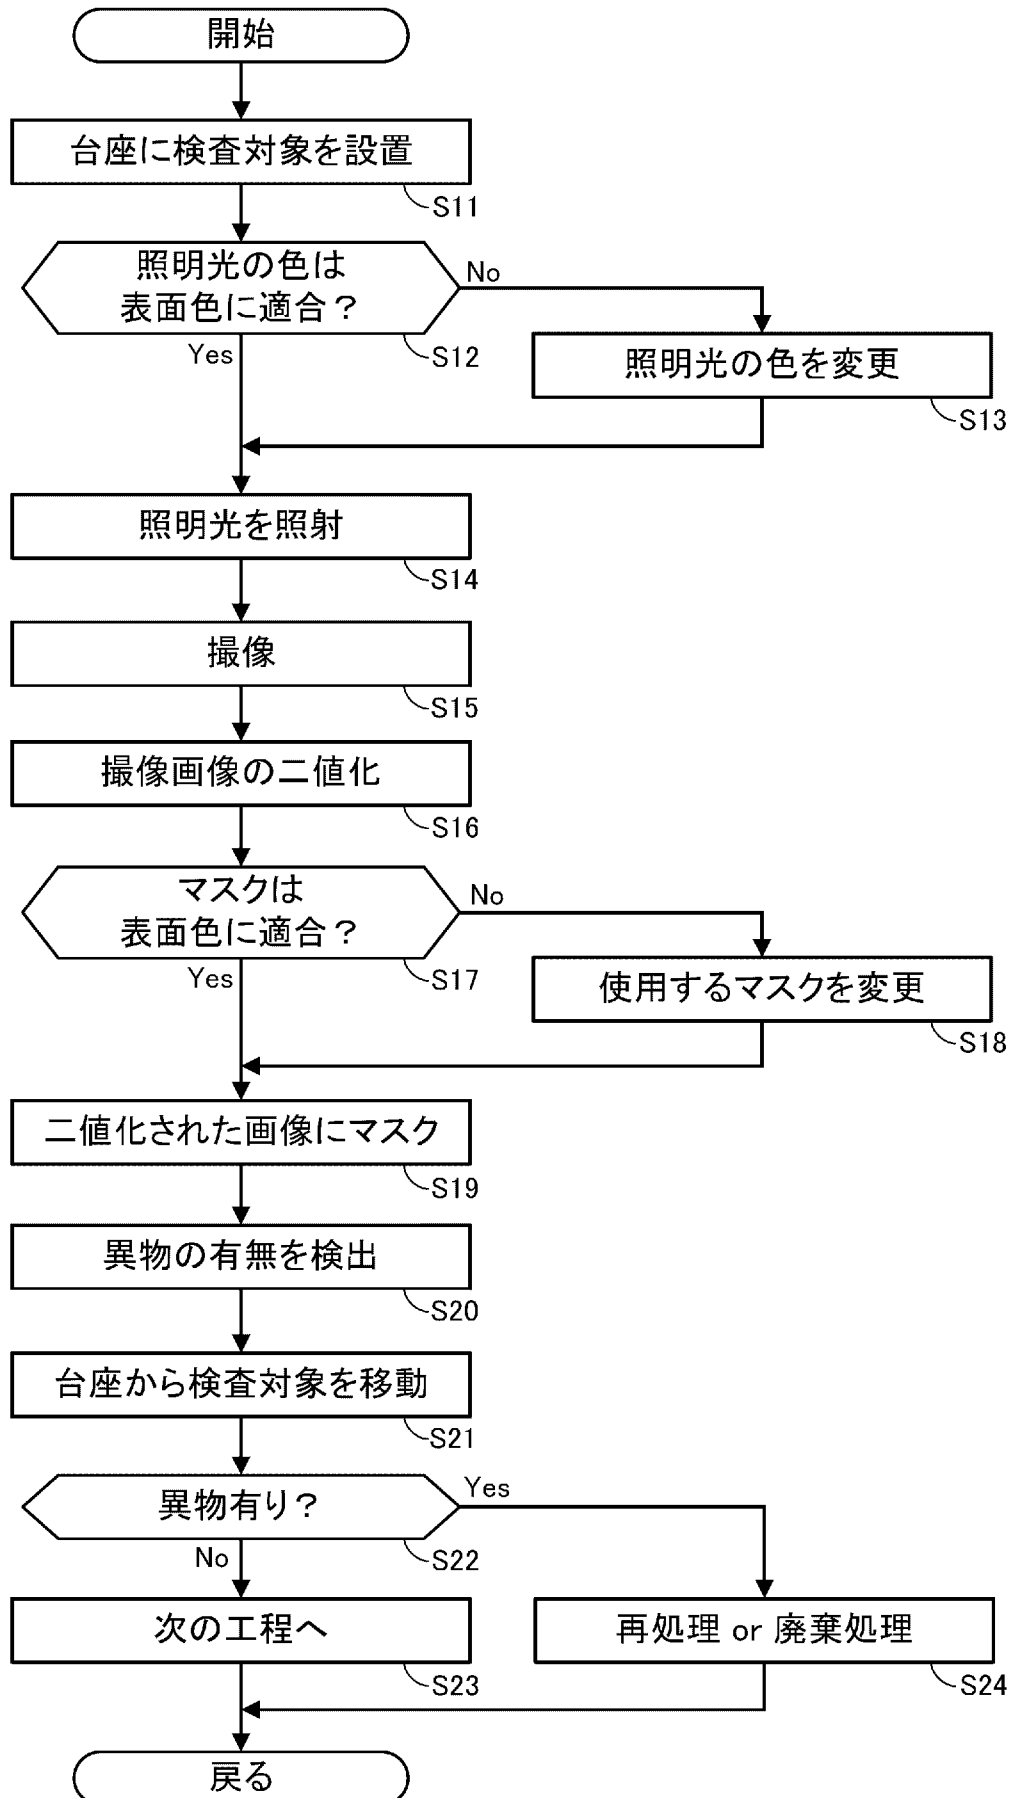 開始
台座に検査対象を設置
S11
照明光の色は
表面色に適合？
No
S12
Yes
照明光の色を変更
S13
照明光を照射
S14
撮像
S15
撮像画像の二値化
S16
マスクは
表面色に適合？
No
S17
Yes
使用するマスクを変更
S18
二値化された画像にマスク
S19
異物の有無を検出
S20
台座から検査対象を移動
S21
異物有り？
Yes
S22
No
次の工程へ
S23
再処理 or 廃棄処理
S24
戻る